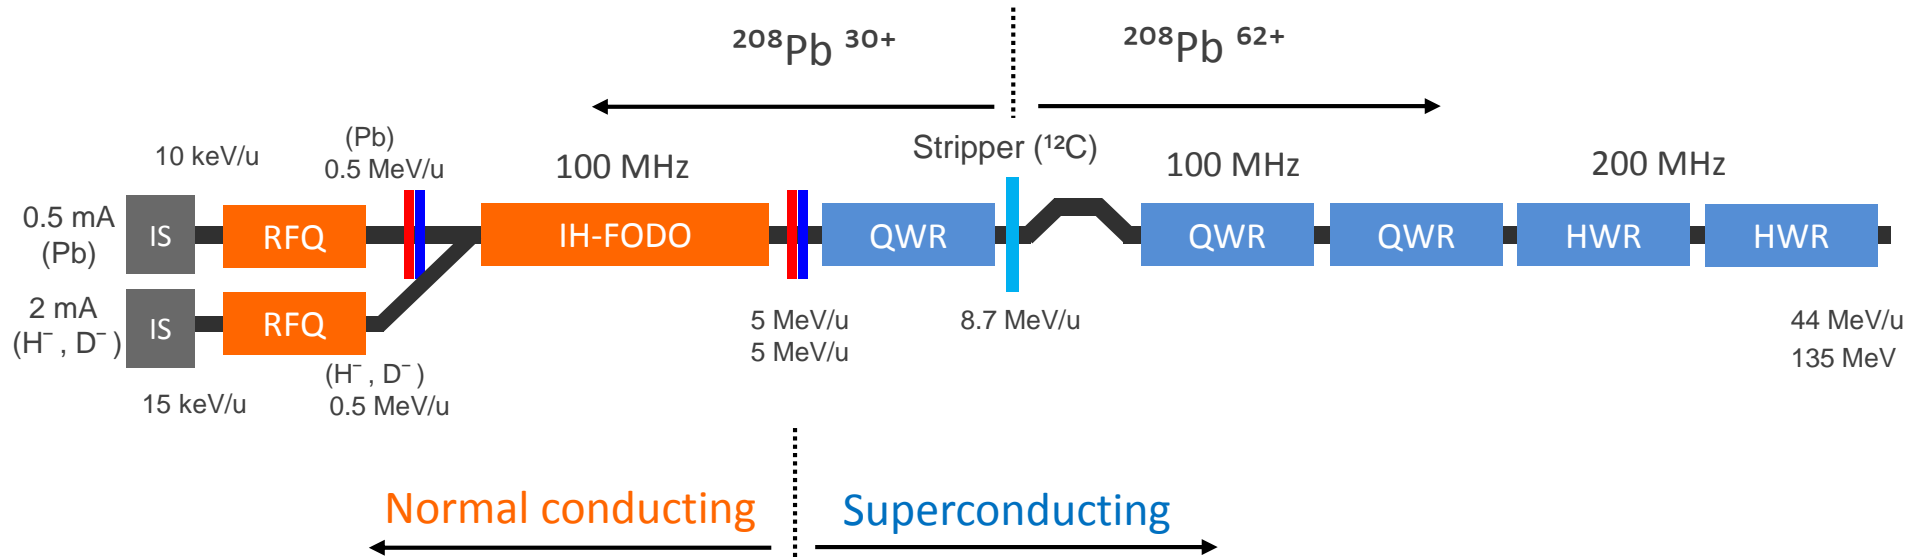 ²⁰⁸Pb ³⁰⁺
²⁰⁸Pb ⁶²⁺
10 keV/u
(Pb)
0.5 MeV/u
100 MHz
Stripper (¹²C)
100 MHz
200 MHz
0.5 mA
(Pb)
IS
RFQ
IH-FODO
QWR
QWR
QWR
HWR
HWR
2 mA
(H⁻ , D⁻ )
IS
RFQ
15 keV/u
(H⁻ , D⁻ )
0.5 MeV/u
5 MeV/u
5 MeV/u
8.7 MeV/u
44 MeV/u
135 MeV
Normal conducting
Superconducting